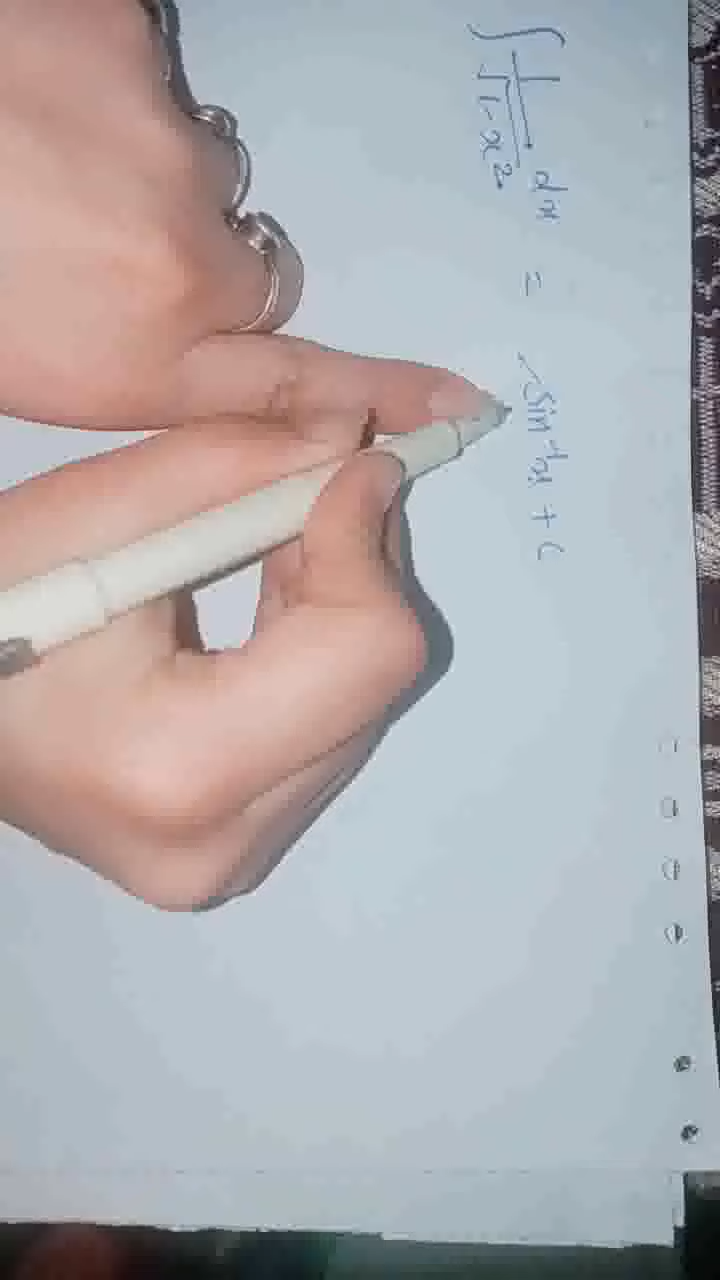 ∫ 1/√(1-x²) dx = sin⁻¹x + c